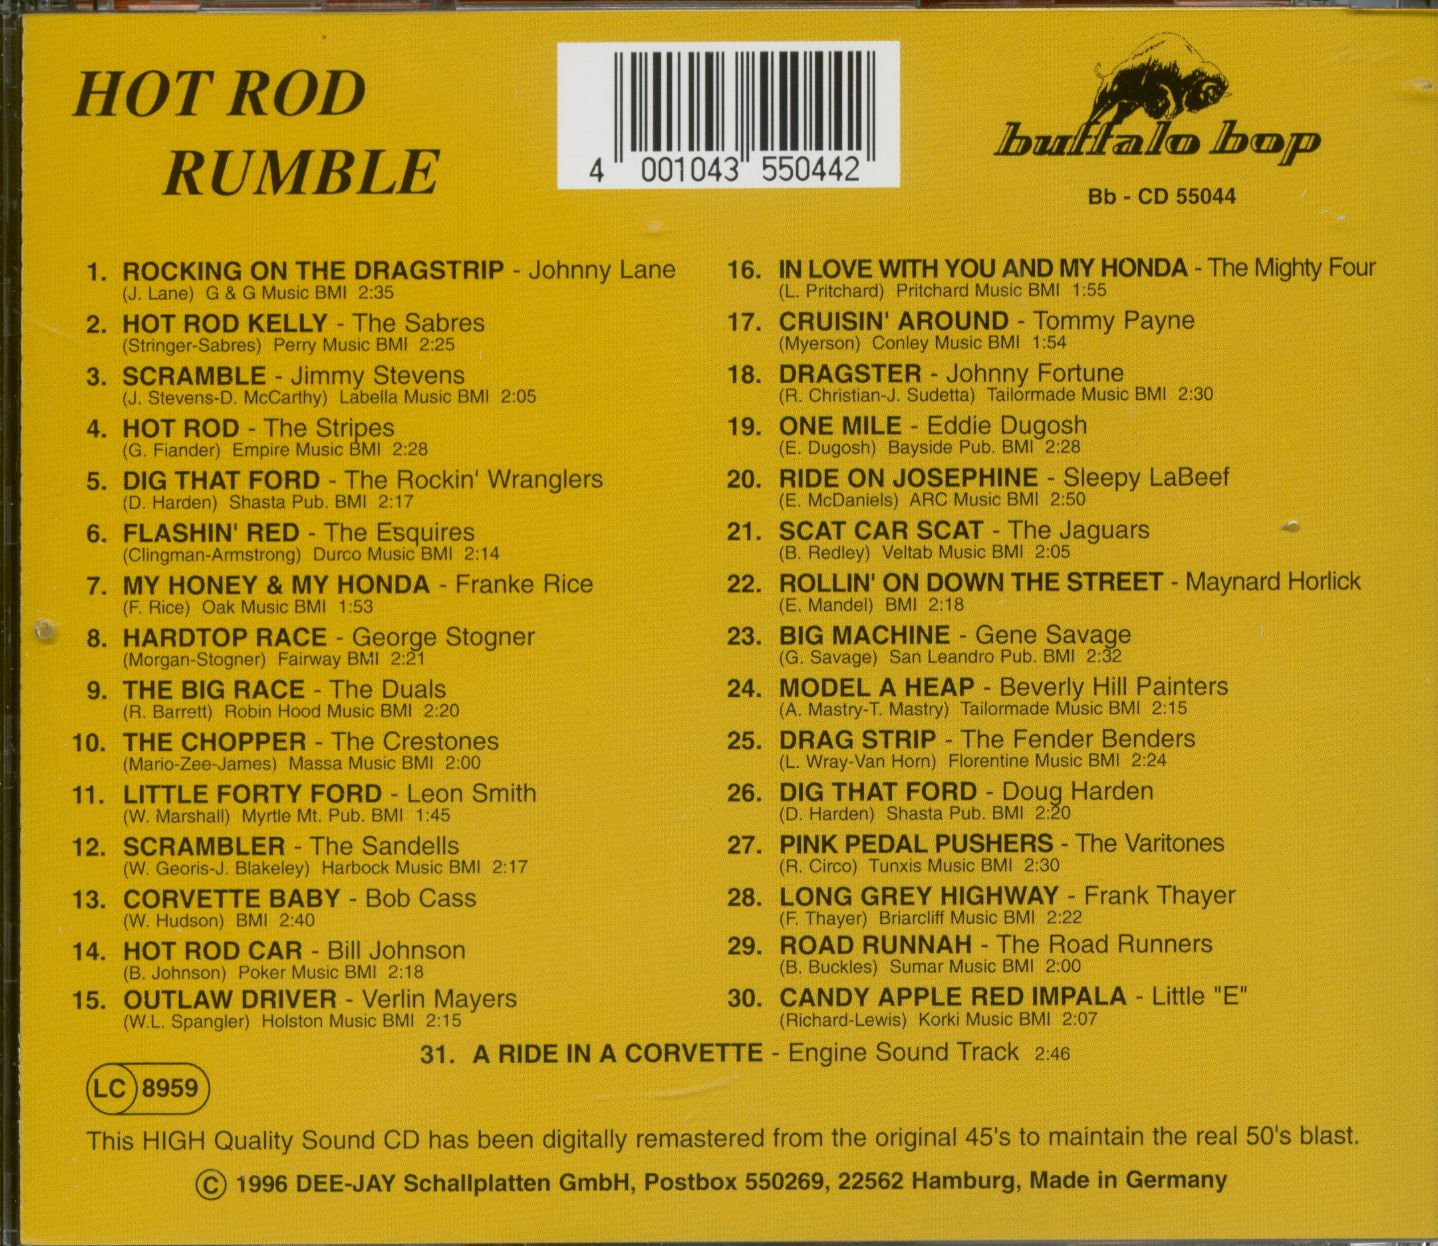 HOT ROD
RUMBLE
4 001043 550442
buffalo bop
Bb - CD 55044
1. ROCKING ON THE DRAGSTRIP - Johnny Lane
(J. Lane) G & G Music BMI 2:35
2. HOT ROD KELLY - The Sabres
(Stringer-Sabres) Perry Music BMI 2:25
3. SCRAMBLE - Jimmy Stevens
(J. Stevens-D. McCarthy) Labella Music BMI 2:05
4. HOT ROD - The Stripes
(G. Fiander) Empire Music BMI 2:28
5. DIG THAT FORD - The Rockin' Wranglers
(D. Harden) Shasta Pub. BMI 2:17
6. FLASHIN' RED - The Esquires
(Clingman-Armstrong) Durco Music BMI 2:14
7. MY HONEY & MY HONDA - Franke Rice
(F. Rice) Oak Music BMI 1:53
8. HARDTOP RACE - George Stogner
(Morgan-Stogner) Fairway BMI 2:21
9. THE BIG RACE - The Duals
(R. Barrett) Robin Hood Music BMI 2:20
10. THE CHOPPER - The Crestones
(Mario-Zee-James) Massa Music BMI 2:00
11. LITTLE FORTY FORD - Leon Smith
(W. Marshall) Myrtle Mt. Pub. BMI 1:45
12. SCRAMBLER - The Sandells
(W. Georis-J. Blakeley) Harbock Music BMI 2:17
13. CORVETTE BABY - Bob Cass
(W. Hudson) BMI 2:40
14. HOT ROD CAR - Bill Johnson
(B. Johnson) Poker Music BMI 2:18
15. OUTLAW DRIVER - Verlin Mayers
(W.L. Spangler) Holston Music BMI 2:15
16. IN LOVE WITH YOU AND MY HONDA - The Mighty Four
(L. Pritchard) Pritchard Music BMI 1:55
17. CRUISIN' AROUND - Tommy Payne
(Myerson) Conley Music BMI 1:54
18. DRAGSTER - Johnny Fortune
(R. Christian-J. Sudetta) Tailormade Music BMI 2:30
19. ONE MILE - Eddie Dugosh
(E. Dugosh) Bayside Pub. BMI 2:28
20. RIDE ON JOSEPHINE - Sleepy LaBeef
(E. McDaniels) ARC Music BMI 2:50
21. SCAT CAR SCAT - The Jaguars
(B. Redley) Veltab Music BMI 2:05
22. ROLLIN' ON DOWN THE STREET - Maynard Horlick
(E. Mandel) BMI 2:18
23. BIG MACHINE - Gene Savage
(G. Savage) San Leandro Pub. BMI 2:32
24. MODEL A HEAP - Beverly Hill Painters
(A. Mastry-T. Mastry) Tailormade Music BMI 2:15
25. DRAG STRIP - The Fender Benders
(L. Wray-Van Horn) Florentine Music BMI 2:24
26. DIG THAT FORD - Doug Harden
(D. Harden) Shasta Pub. BMI 2:20
27. PINK PEDAL PUSHERS - The Varitones
(R. Circo) Tunxis Music BMI 2:30
28. LONG GREY HIGHWAY - Frank Thayer
(F. Thayer) Briarcliff Music BMI 2:22
29. ROAD RUNNAH - The Road Runners
(B. Buckles) Sumar Music BMI 2:00
30. CANDY APPLE RED IMPALA - Little "E"
(Richard-Lewis) Korki Music BMI 2:07
31. A RIDE IN A CORVETTE - Engine Sound Track 2:46
LC 8959
This HIGH Quality Sound CD has been digitally remastered from the original 45's to maintain the real 50's blast.
© 1996 DEE-JAY Schallplatten GmbH, Postbox 550269, 22562 Hamburg, Made in Germany